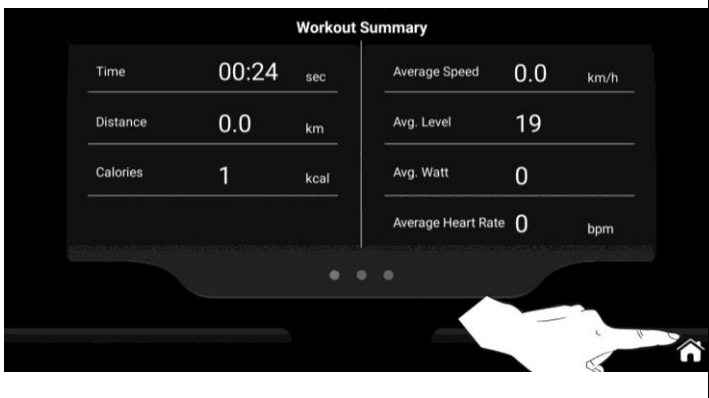 Workout Summary
Time 00:24 sec
Distance 0.0 km
Calories 1 kcal
Average Speed 0.0 km/h
Avg. Level 19
Avg. Watt 0
Average Heart Rate 0 bpm